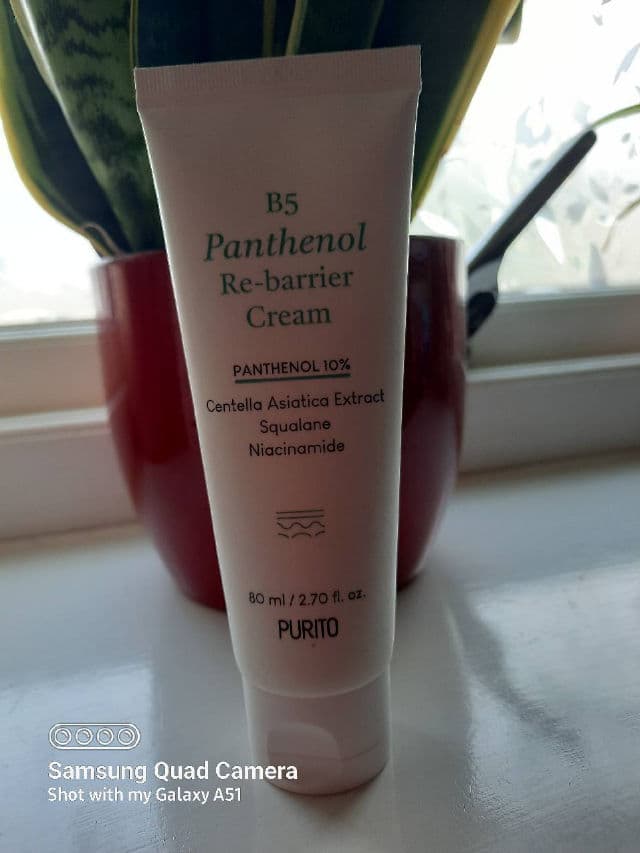 B5
Panthenol
Re-barrier
Cream
PANTHENOL 10%
Centella Asiatica Extract
Squalane
Niacinamide
80 ml / 2.70 fl. oz.
PURITO
Samsung Quad Camera
Shot with my Galaxy A51